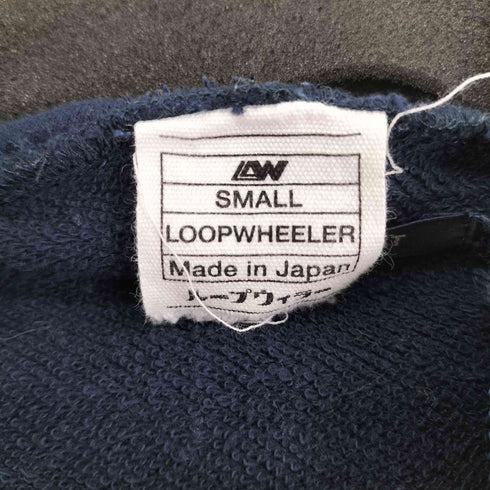 LW
SMALL
LOOPWHEELER
Made in Japan
ループウィラー